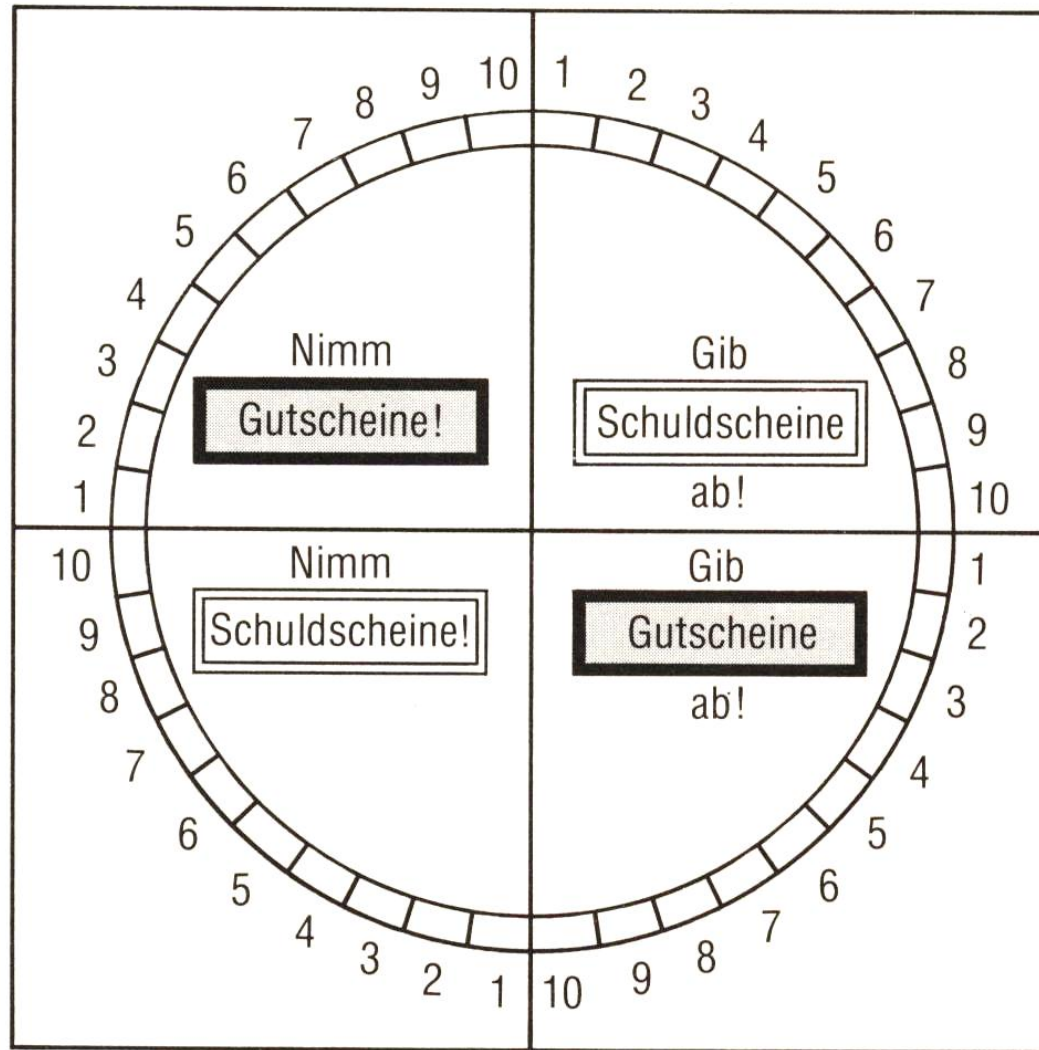 10 1
9 2
8 3
7 4
6 5
5 6
4 7
3 8
2 9
1 10
Nimm
Gutscheine!
Gib
Schuldscheine
ab!
Nimm
Schuldscheine!
Gib
Gutscheine
ab!
10 1
9 2
8 3
7 4
6 5
5 6
4 7
3 8
2 9
1 10